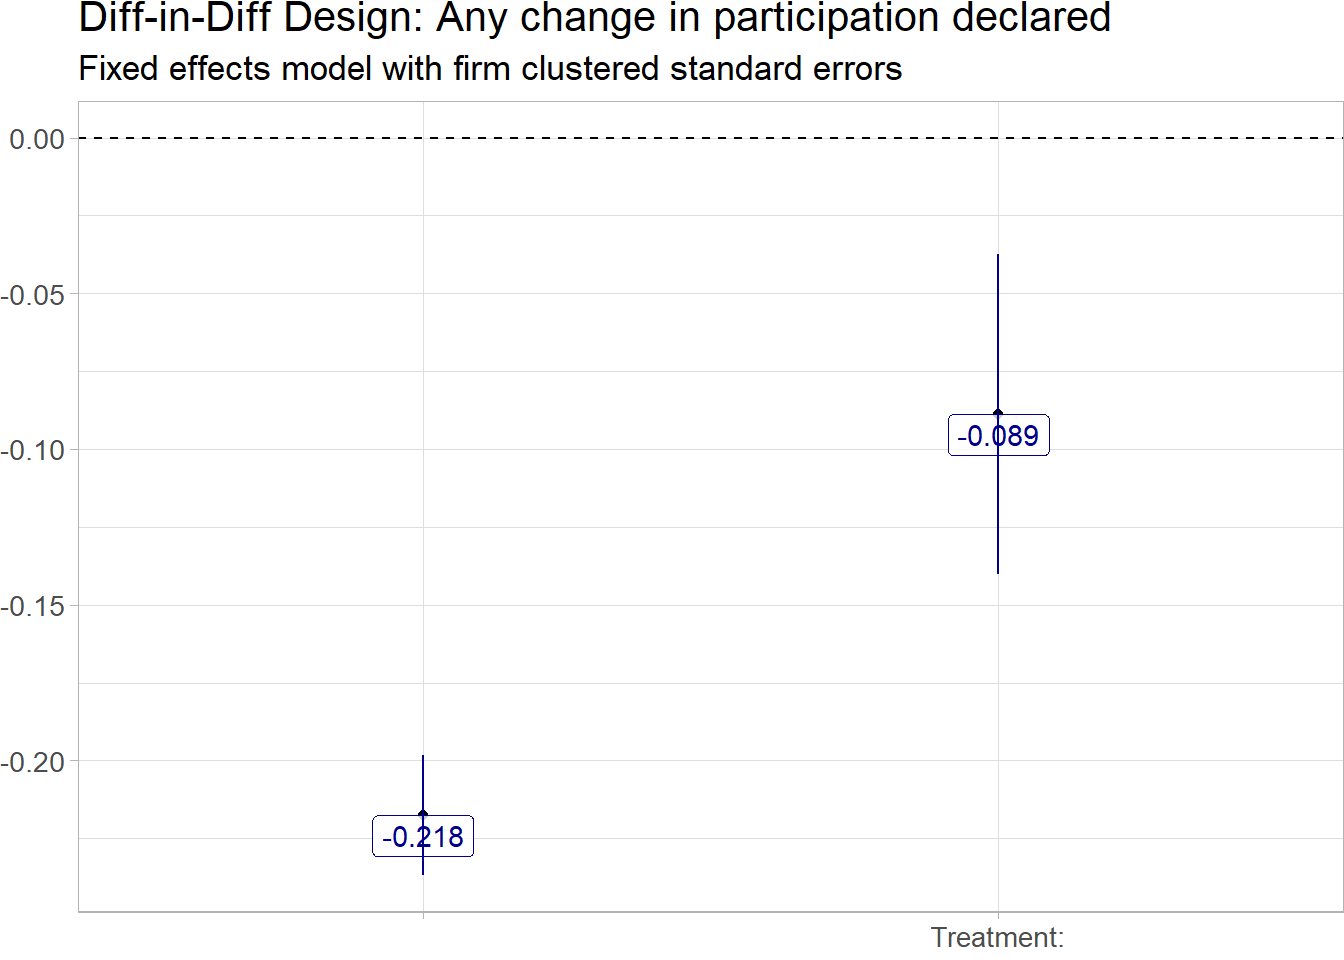 Diff-in-Diff Design: Any change in participation declared
Fixed effects model with firm clustered standard errors
0.00
-0.05
-0.089
-0.10
-0.15
-0.20
-0.218
Treatment: